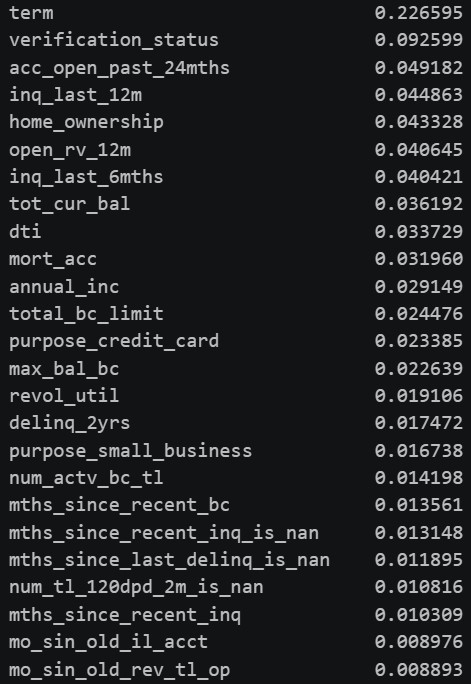 term 0.226595
verification_status 0.092599
acc_open_past_24mths 0.049182
inq_last_12m 0.044863
home_ownership 0.043328
open_rv_12m 0.040645
inq_last_6mths 0.040421
tot_cur_bal 0.036192
dti 0.033729
mort_acc 0.031960
annual_inc 0.029149
total_bc_limit 0.024476
purpose_credit_card 0.023385
max_bal_bc 0.022639
revol_util 0.019106
delinq_2yrs 0.017472
purpose_small_business 0.016738
num_actv_bc_tl 0.014198
mths_since_recent_bc 0.013561
mths_since_recent_inq_is_nan 0.013148
mths_since_last_delinq_is_nan 0.011895
num_tl_120dpd_2m_is_nan 0.010816
mths_since_recent_inq 0.010309
mo_sin_old_il_acct 0.008976
mo_sin_old_rev_tl_op 0.008893